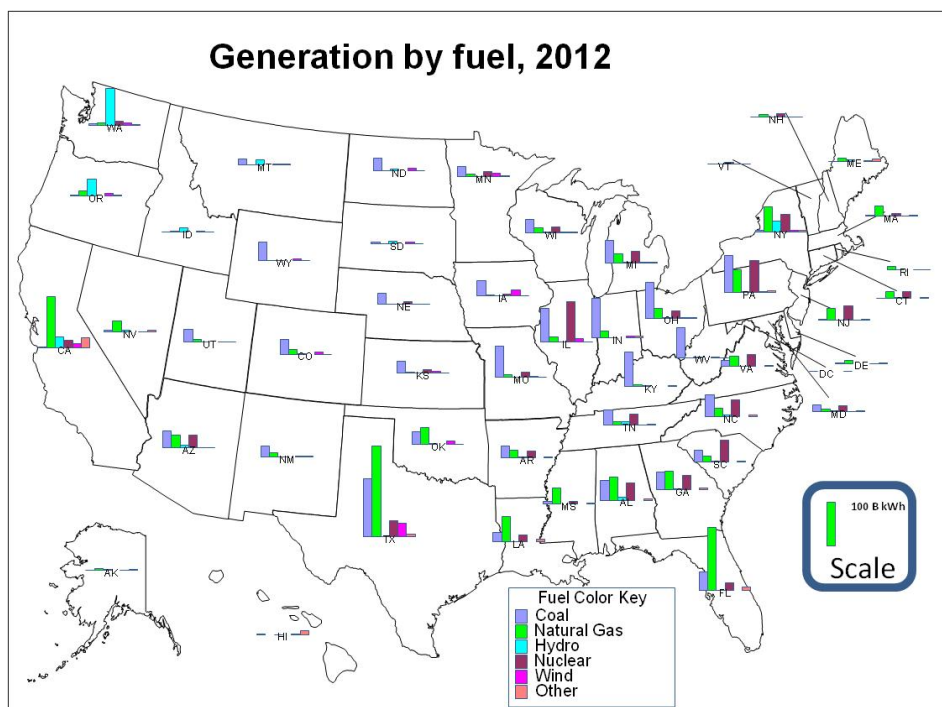 Generation by fuel, 2012
WA
MT
ND
MN
NH
VT
ME
OR
ID
SD
WI
MI
NY
MA
WY
RI
NE
IA
PA
CT
CA
NV
UT
CO
IL
IN
OH
NJ
WV
VA
DE
DC
KS
MO
KY
MD
AZ
NM
OK
AR
TN
NC
SC
TX
LA
MS
AL
GA
FL
100 B kWh
Scale
AK
HI
Fuel Color Key
Coal
Natural Gas
Hydro
Nuclear
Wind
Other